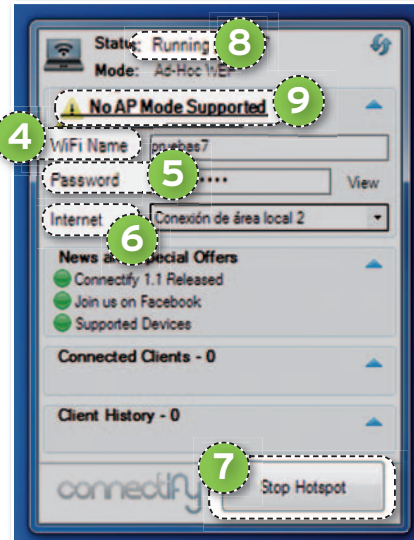 Status: Running
8
Mode: Ad-Hoc WEP
No AP Mode Supported
9
4
WiFi Name pruebas7
Password
5
View
Internet Conexión de área local 2
6
News and Special Offers
Connectify 1.1 Released
Join us on Facebook
Supported Devices
Connected Clients - 0
Client History - 0
7
connectify
Stop Hotspot